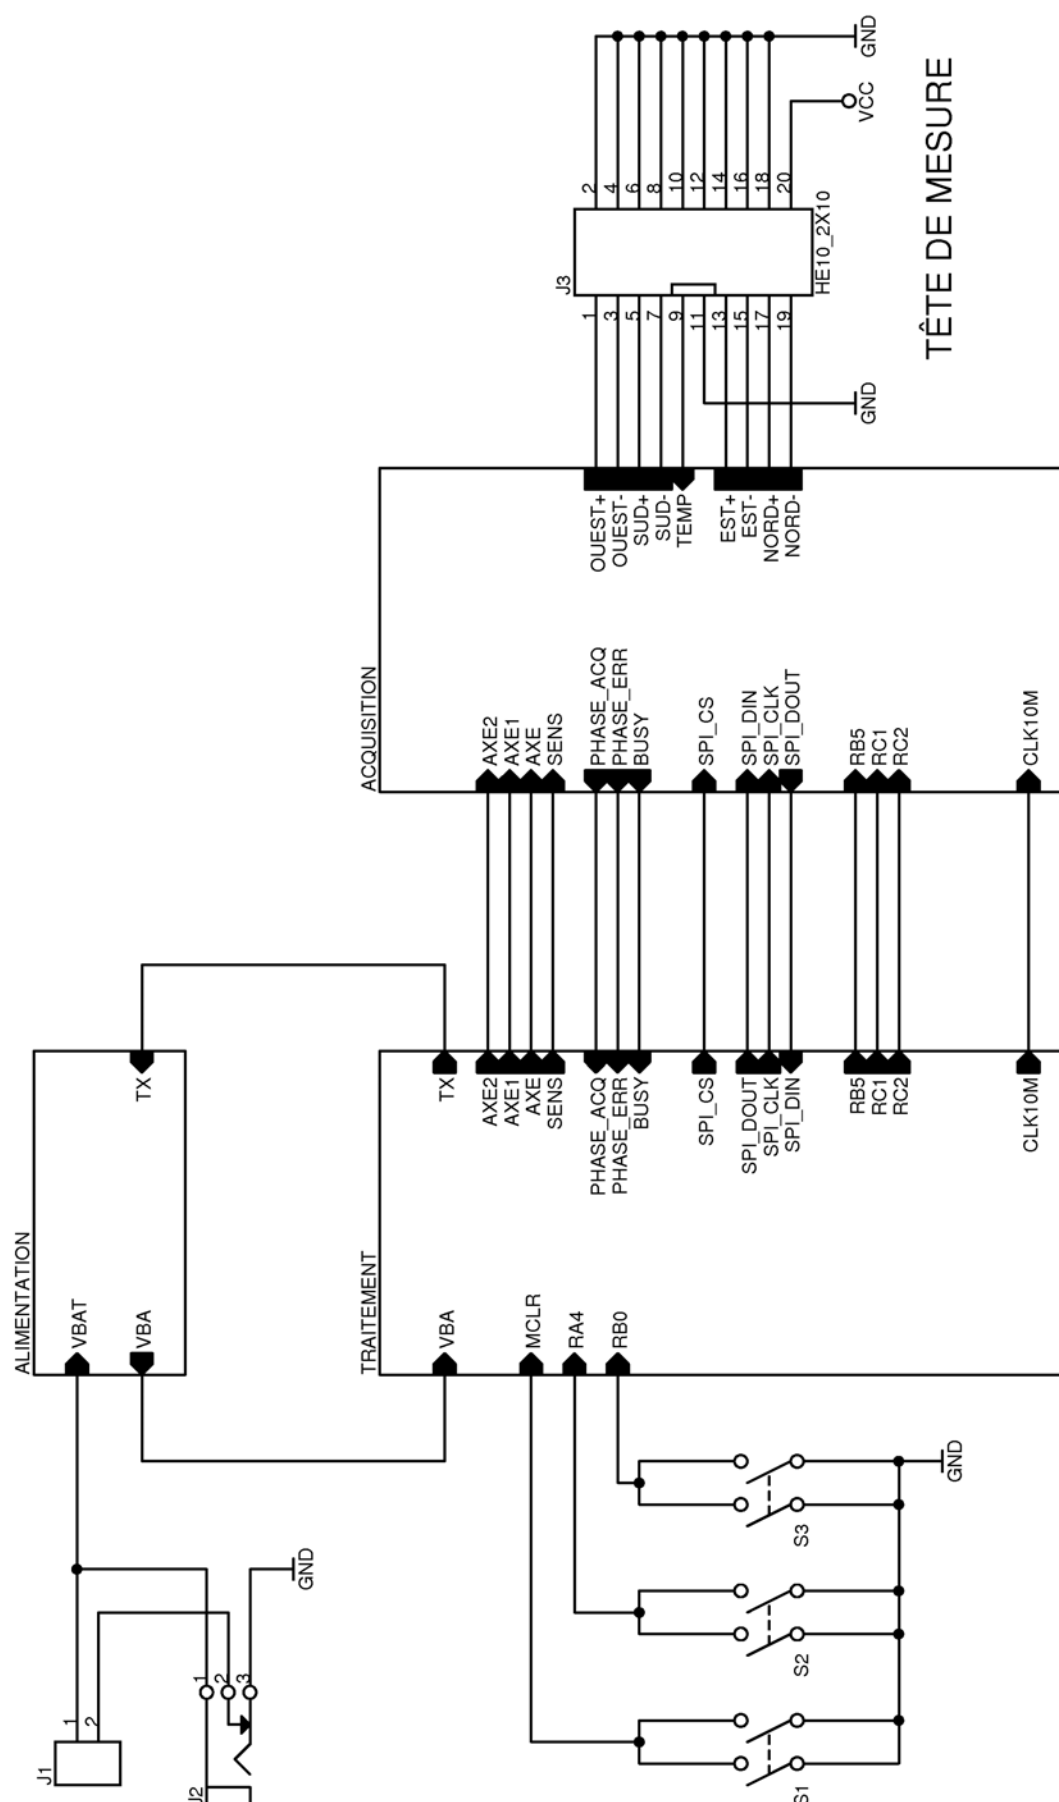 J1
1
2
J2
1
2
3
GND
ALIMENTATION
VBAT
VBA
TX
S1
S2
S3
GND
TRAITEMENT
VBA
MCLR
RA4
RB0
TX
AXE2
AXE1
AXE
SENS
PHASE_ACQ
PHASE_ERR
BUSY
SPI_CS
SPI_DOUT
SPI_CLK
SPI_DIN
RB5
RC1
RC2
CLK10M
ACQUISITION
AXE2
AXE1
AXE
SENS
PHASE_ACQ
PHASE_ERR
BUSY
SPI_CS
SPI_DIN
SPI_CLK
SPI_DOUT
RB5
RC1
RC2
CLK10M
OUEST+
OUEST-
SUD+
SUD-
TEMP
EST+
EST-
NORD+
NORD-
GND
J3
1
3
5
7
9
11
13
15
17
19
2
4
6
8
10
12
14
16
18
20
HE10_2X10
GND
VCC
TÊTE DE MESURE